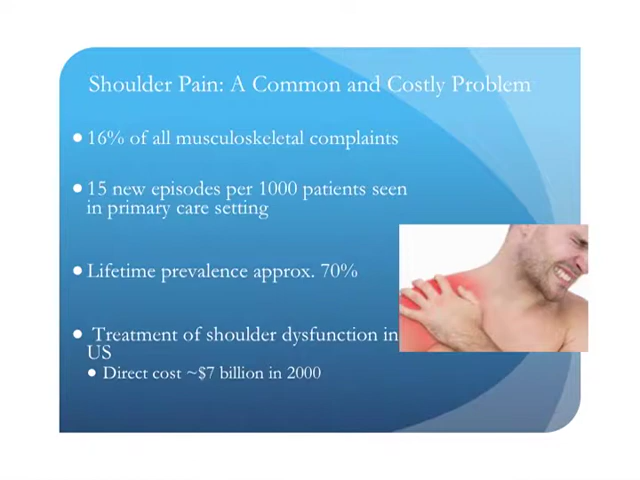 Shoulder Pain: A Common and Costly Problem
● 16% of all musculoskeletal complaints
● 15 new episodes per 1000 patients seen
in primary care setting
● Lifetime prevalence approx. 70%
● Treatment of shoulder dysfunction in
US
● Direct cost ~$7 billion in 2000